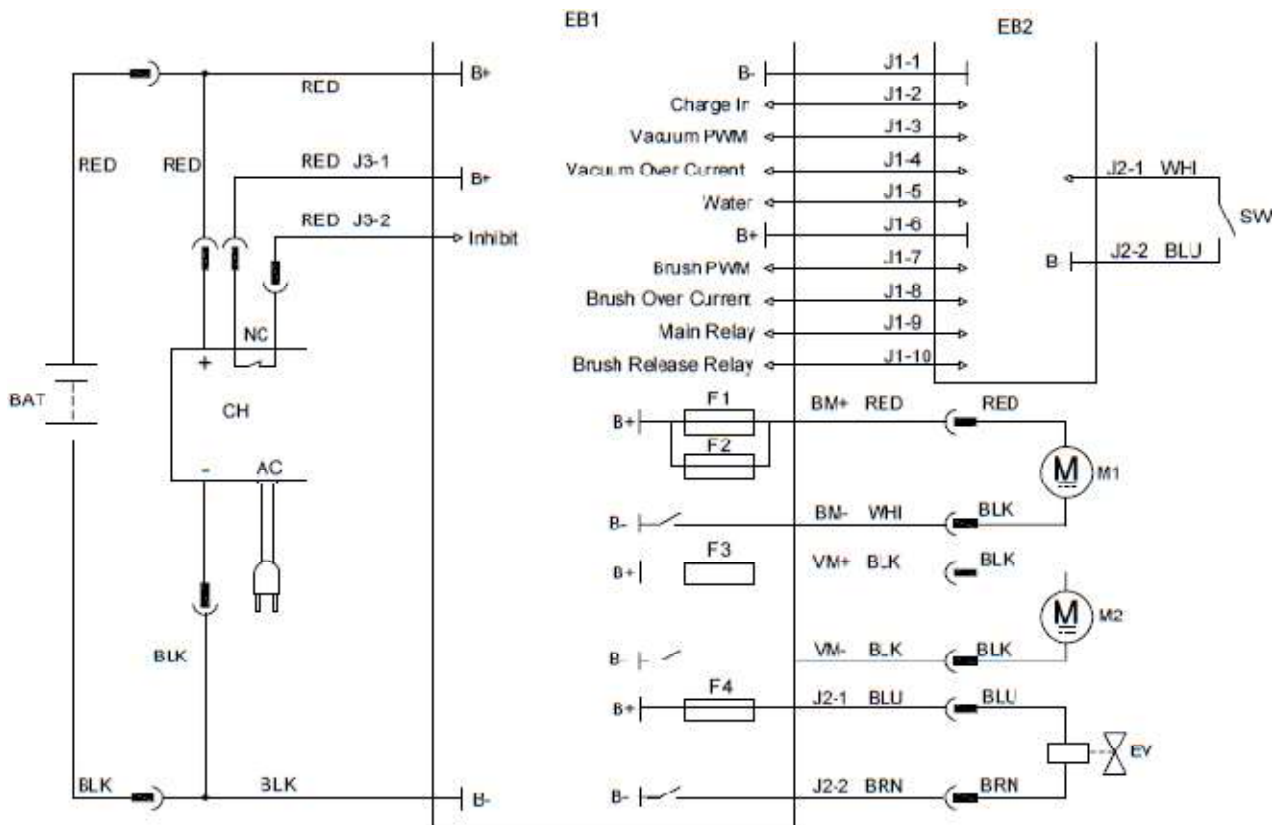 EB1
EB2
B+
RED
B-
J1-1
Charge Ir
J1-2
Vacuum PWM
J1-3
RED
RED
RED J3-1
B+
Vacuum Over Current
J1-4
J2-1 WHI
Water
J1-5
SW
RED J3-2
Inhibit
B+
J1-6
B
J2-2 BLU
Brush PWM
J1-7
Brush Over Current
J1-8
NC
Main Relay
J1-9
+
Brush Release Relay
J1-10
BAT
CH
F1
BM+ RED
RED
B+
F2
- AC
M
M1
B-
BM- WHI
BLK
F3
VM+ BLK
BLK
B+
M
M2
BLK
B-
VM- BLK
BLK
F4
B+
J2-1 BLU
BLU
EV
BLK
BLK
B-
B-
J2-2 BRN
BRN